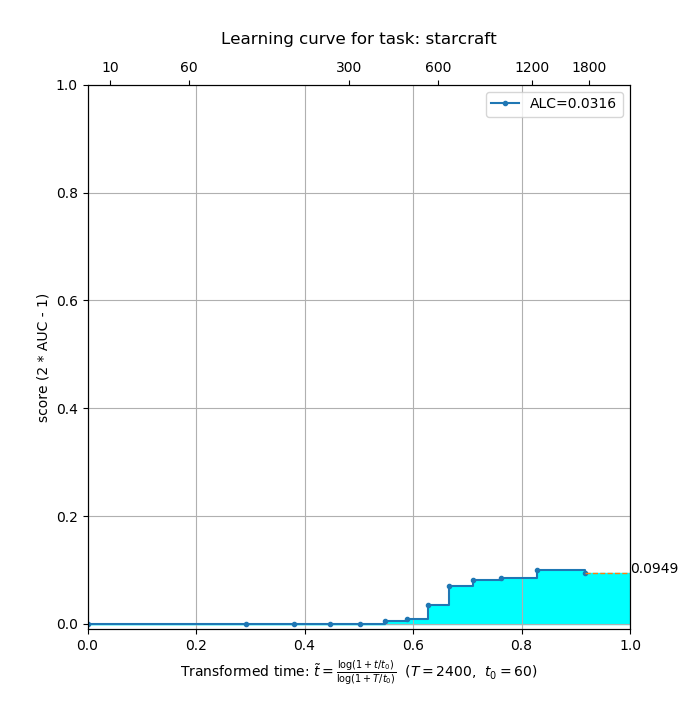 Learning curve for task: starcraft
10 60 300 600 1200 1800
ALC=0.0316
1.0
0.8
0.6
0.4
0.2
0.0
score (2 * AUC - 1)
0.0949
0.0 0.2 0.4 0.6 0.8 1.0
Transformed time: t̃ = log(1 + t/t₀) / log(1 + T/t₀) (T = 2400, t₀ = 60)